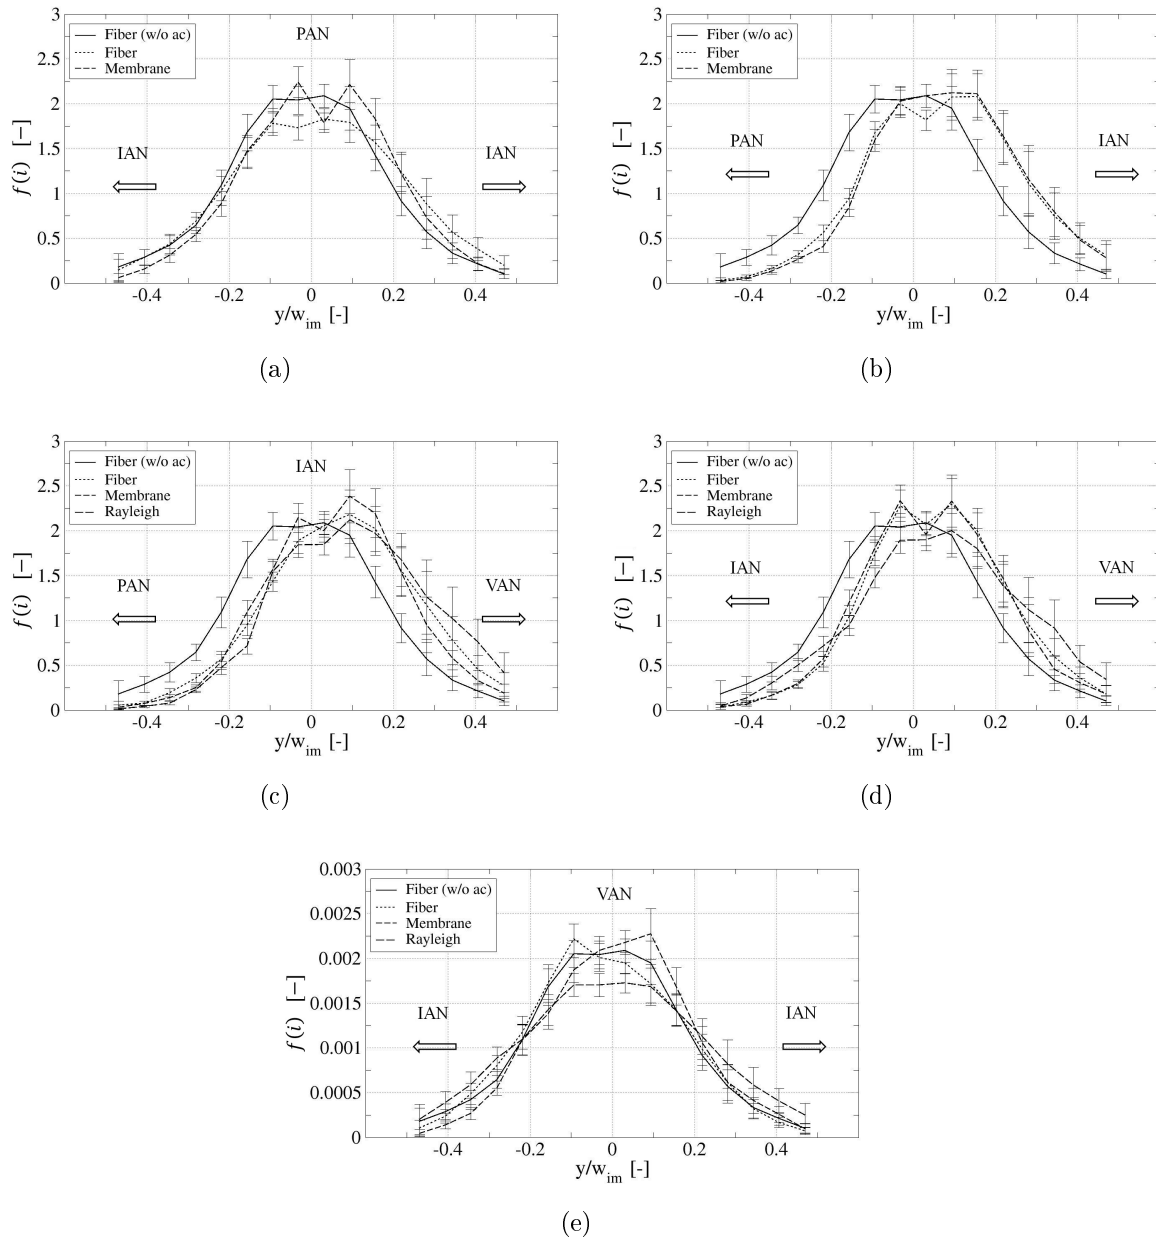 3
2.5
2
1.5
1
0.5
0
Fiber (w/o ac)
Fiber
Membrane
PAN
IAN
IAN
f(i) [−]
-0.4 -0.2 0 0.2 0.4
y/w_im [-]
(a)
3
2.5
2
1.5
1
0.5
0
Fiber (w/o ac)
Fiber
Membrane
PAN
IAN
f(i) [−]
-0.4 -0.2 0 0.2 0.4
y/w_im [-]
(b)
3
2.5
2
1.5
1
0.5
0
Fiber (w/o ac)
Fiber
Membrane
Rayleigh
IAN
PAN
VAN
f(i) [−]
-0.4 -0.2 0 0.2 0.4
y/w_im [-]
(c)
3
2.5
2
1.5
1
0.5
0
Fiber (w/o ac)
Fiber
Membrane
Rayleigh
IAN
VAN
f(i) [−]
-0.4 -0.2 0 0.2 0.4
y/w_im [-]
(d)
0.003
0.0025
0.002
0.0015
0.001
0.0005
0
Fiber (w/o ac)
Fiber
Membrane
Rayleigh
VAN
IAN
IAN
f(i) [−]
-0.4 -0.2 0 0.2 0.4
y/w_im [-]
(e)